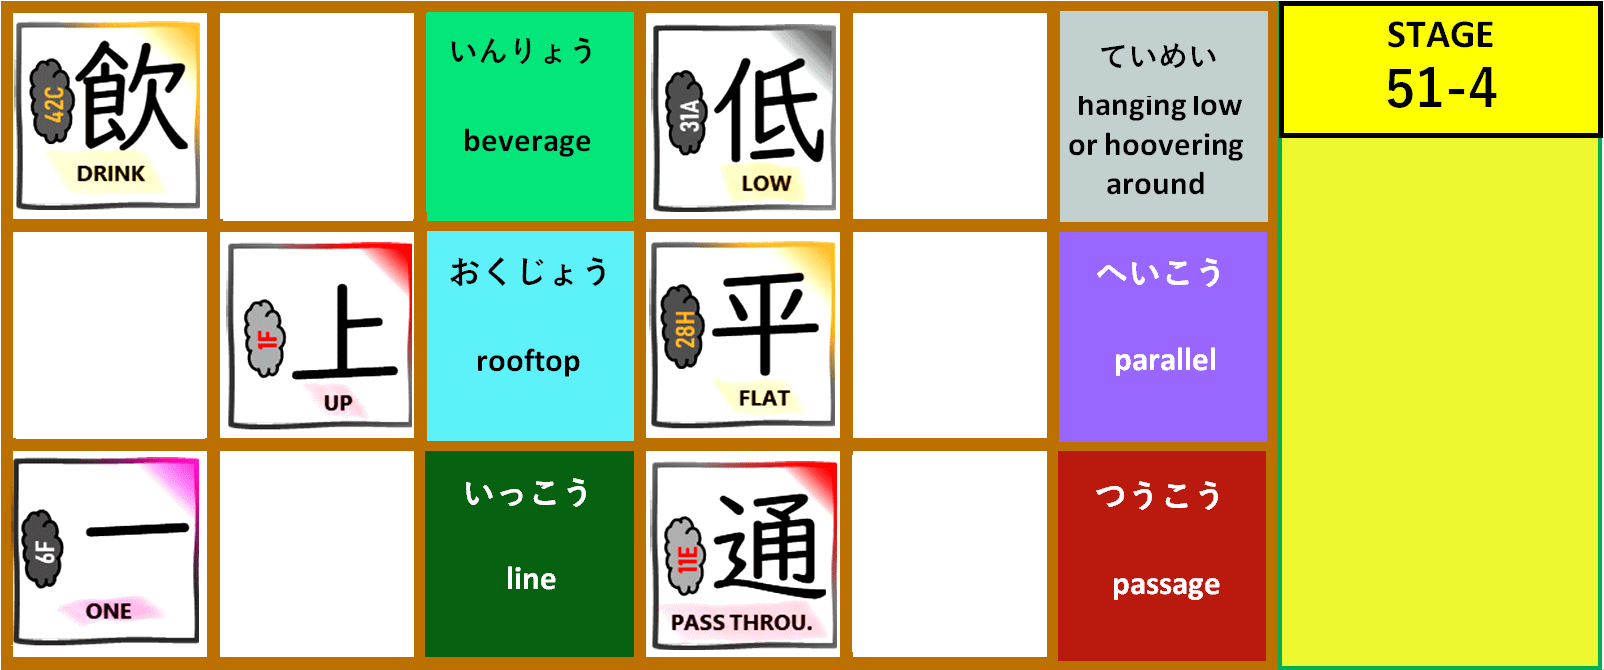 飲
42C
DRINK
いんりょう
beverage
低
31A
LOW
ていめい
hanging low
or hoovering
around
STAGE
51-4
上
1F
UP
おくじょう
rooftop
平
28H
FLAT
へいこう
parallel
一
6F
ONE
いっこう
line
通
11E
PASS THROU.
つうこう
passage